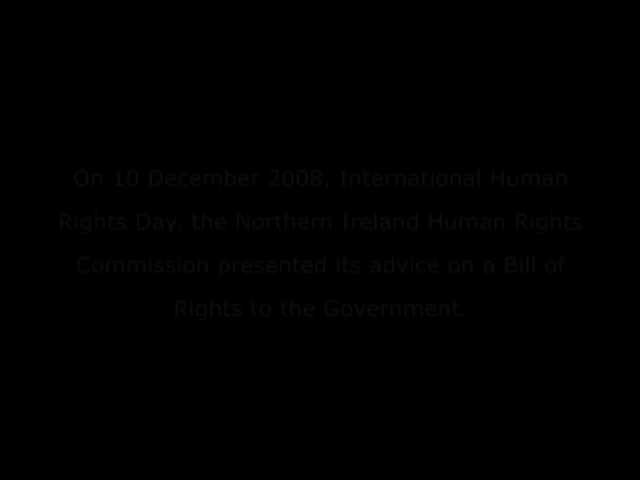 On 10 December 2008, International Human
Rights Day, the Northern Ireland Human Rights
Commission presented its advice on a Bill of
Rights to the Government.